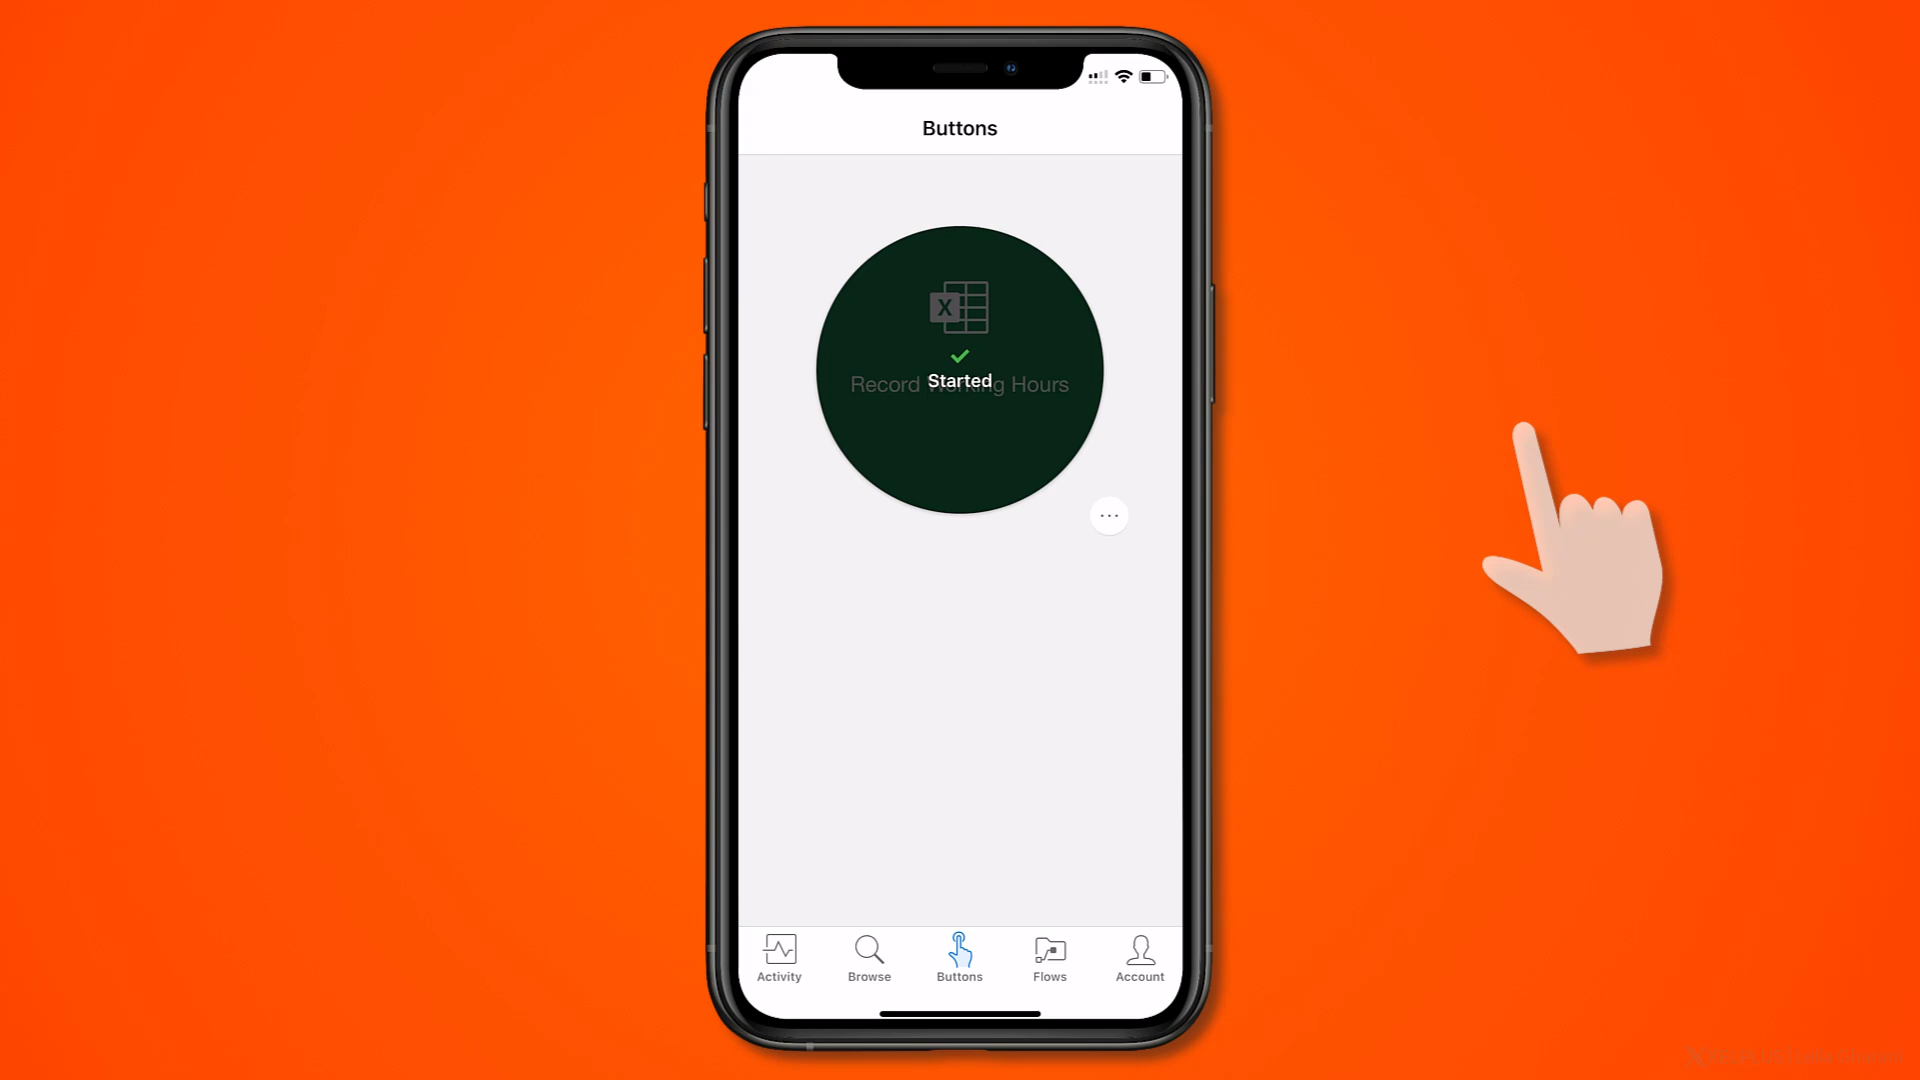 Buttons
X
Started
Record Working Hours
...
Activity
Browse
Buttons
Flows
Account